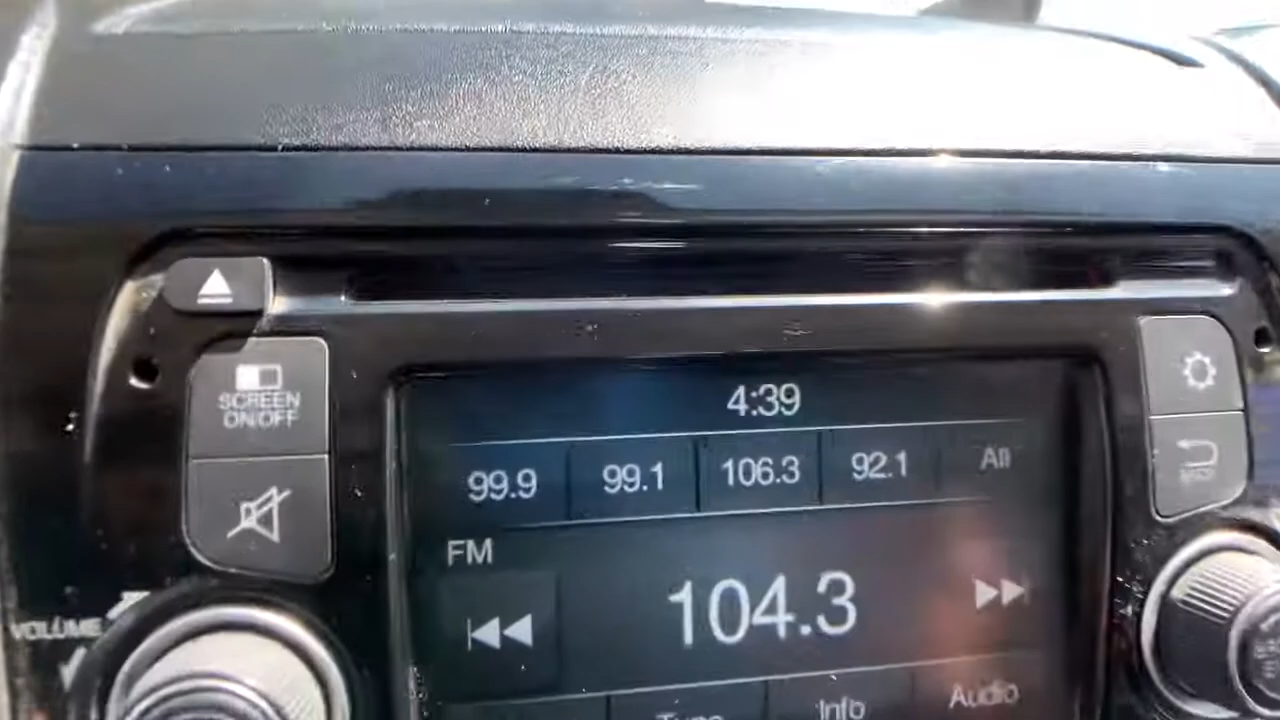 4:39
SCREEN
ON/OFF
99.9 99.1 106.3 92.1 All
FM
104.3
VOLUME
Tune Info Audio